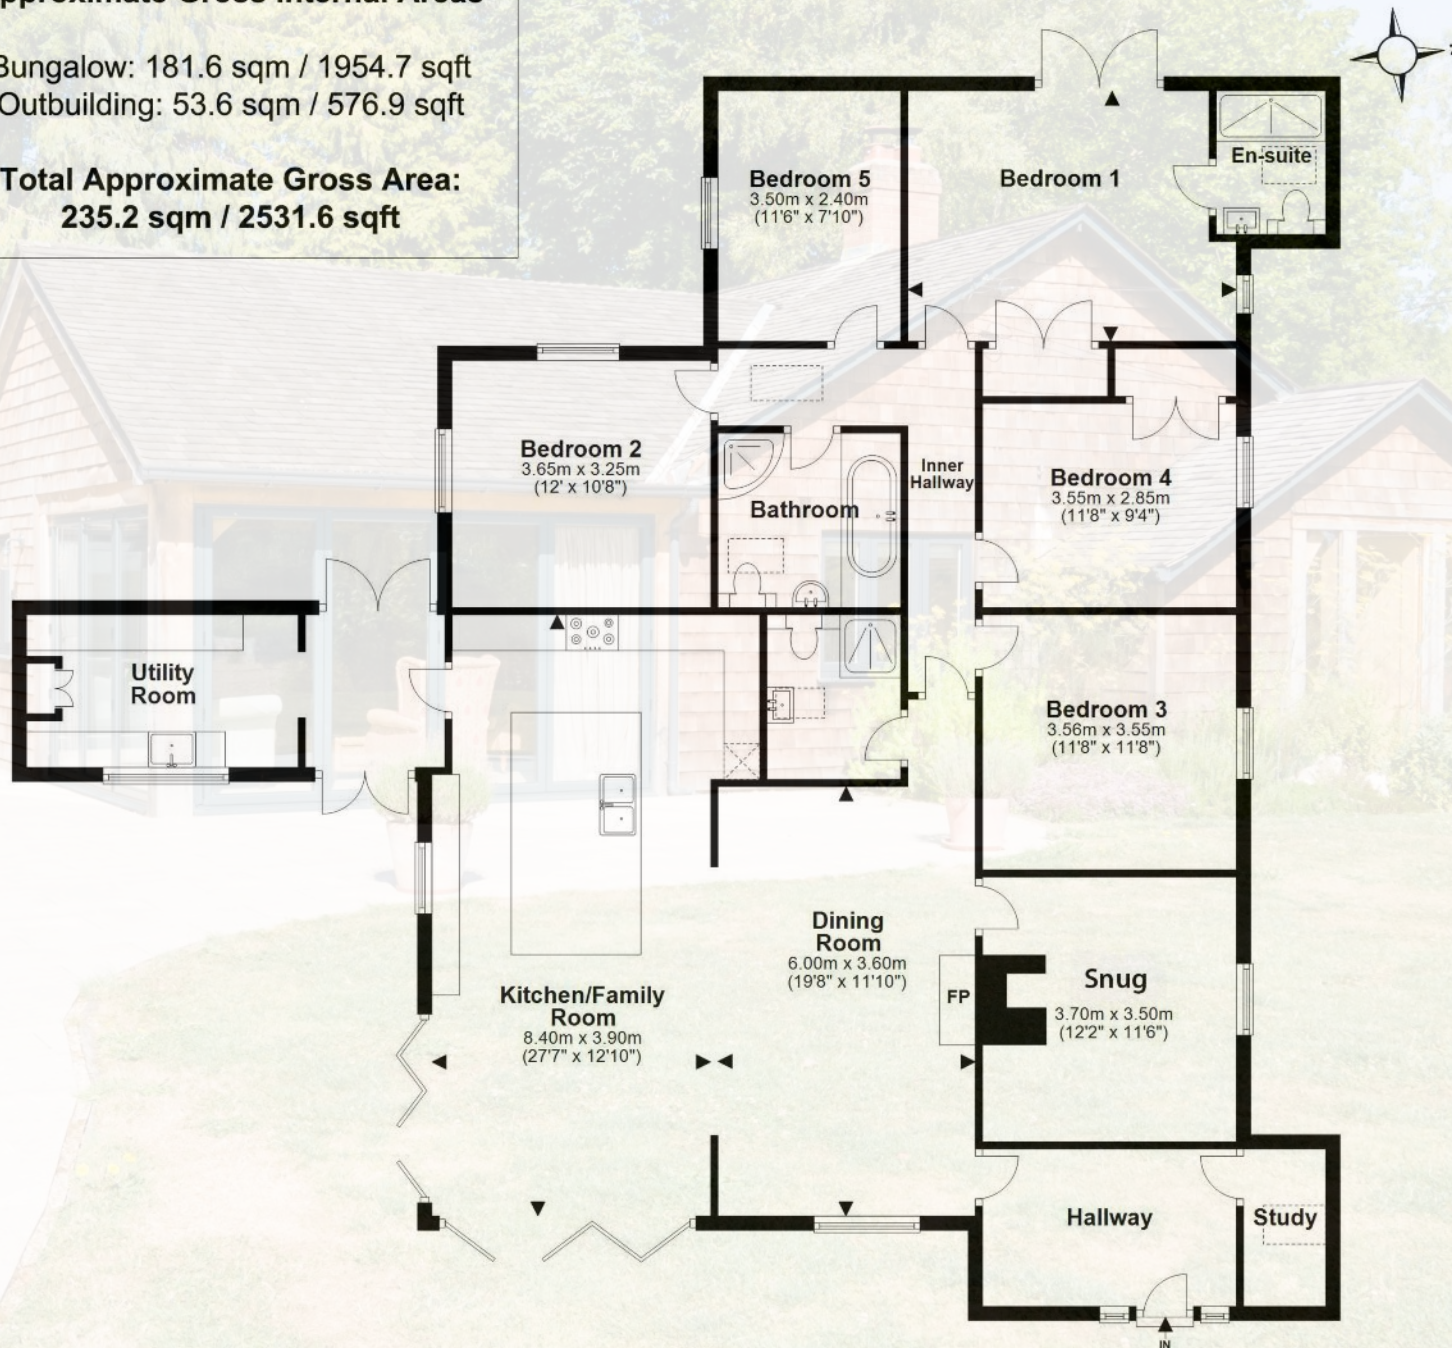 Approximate Gross Internal Areas
Bungalow: 181.6 sqm / 1954.7 sqft
Outbuilding: 53.6 sqm / 576.9 sqft
Total Approximate Gross Area:
235.2 sqm / 2531.6 sqft
Bedroom 5
3.50m x 2.40m
(11'6" x 7'10")
Bedroom 1
En-suite
Bedroom 2
3.65m x 3.25m
(12' x 10'8")
Bathroom
Inner
Hallway
Bedroom 4
3.55m x 2.85m
(11'8" x 9'4")
Utility
Room
Bedroom 3
3.56m x 3.55m
(11'8" x 11'8")
Dining
Room
6.00m x 3.60m
(19'8" x 11'10")
FP
Snug
3.70m x 3.50m
(12'2" x 11'6")
Kitchen/Family
Room
8.40m x 3.90m
(27'7" x 12'10")
Hallway
Study
IN